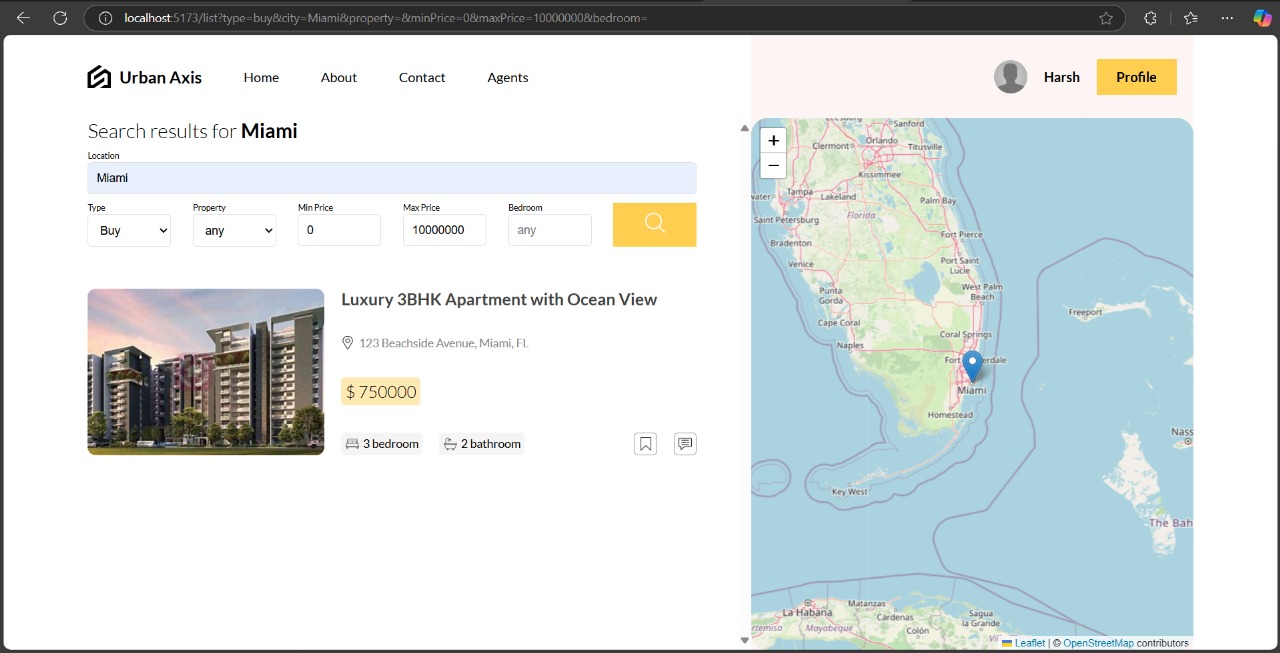 localhost:5173/list?type=buy&city=Miami&property=&minPrice=0&maxPrice=10000000&bedroom=
Urban Axis
Home
About
Contact
Agents
Harsh
Profile
Search results for Miami
Location
Miami
Type
Property
Min Price
Max Price
Bedroom
Buy
any
0
10000000
any
Luxury 3BHK Apartment with Ocean View
123 Beachside Avenue, Miami, FL
$ 750000
3 bedroom
2 bathroom
+
−
Leesburg
Sanford
Clermont
Orlando
Titusville
Kissimmee
Tampa
Lakeland
Palm Bay
water
Saint Petersburg
Florida
Bradenton
Fort Pierce
Venice
Port Saint
Lucie
Punta
Gorda
West Palm
Beach
Cape Coral
Coral Springs
Naples
Fort
erdale
Miami
Homestead
Key West
Freeport
Nass
The Bah
La Habana
Matanzas
Cárdenas
Sagua
la Grande
rtemisa
Mayabeque
Colón
Vi
Leaflet | © OpenStreetMap contributors